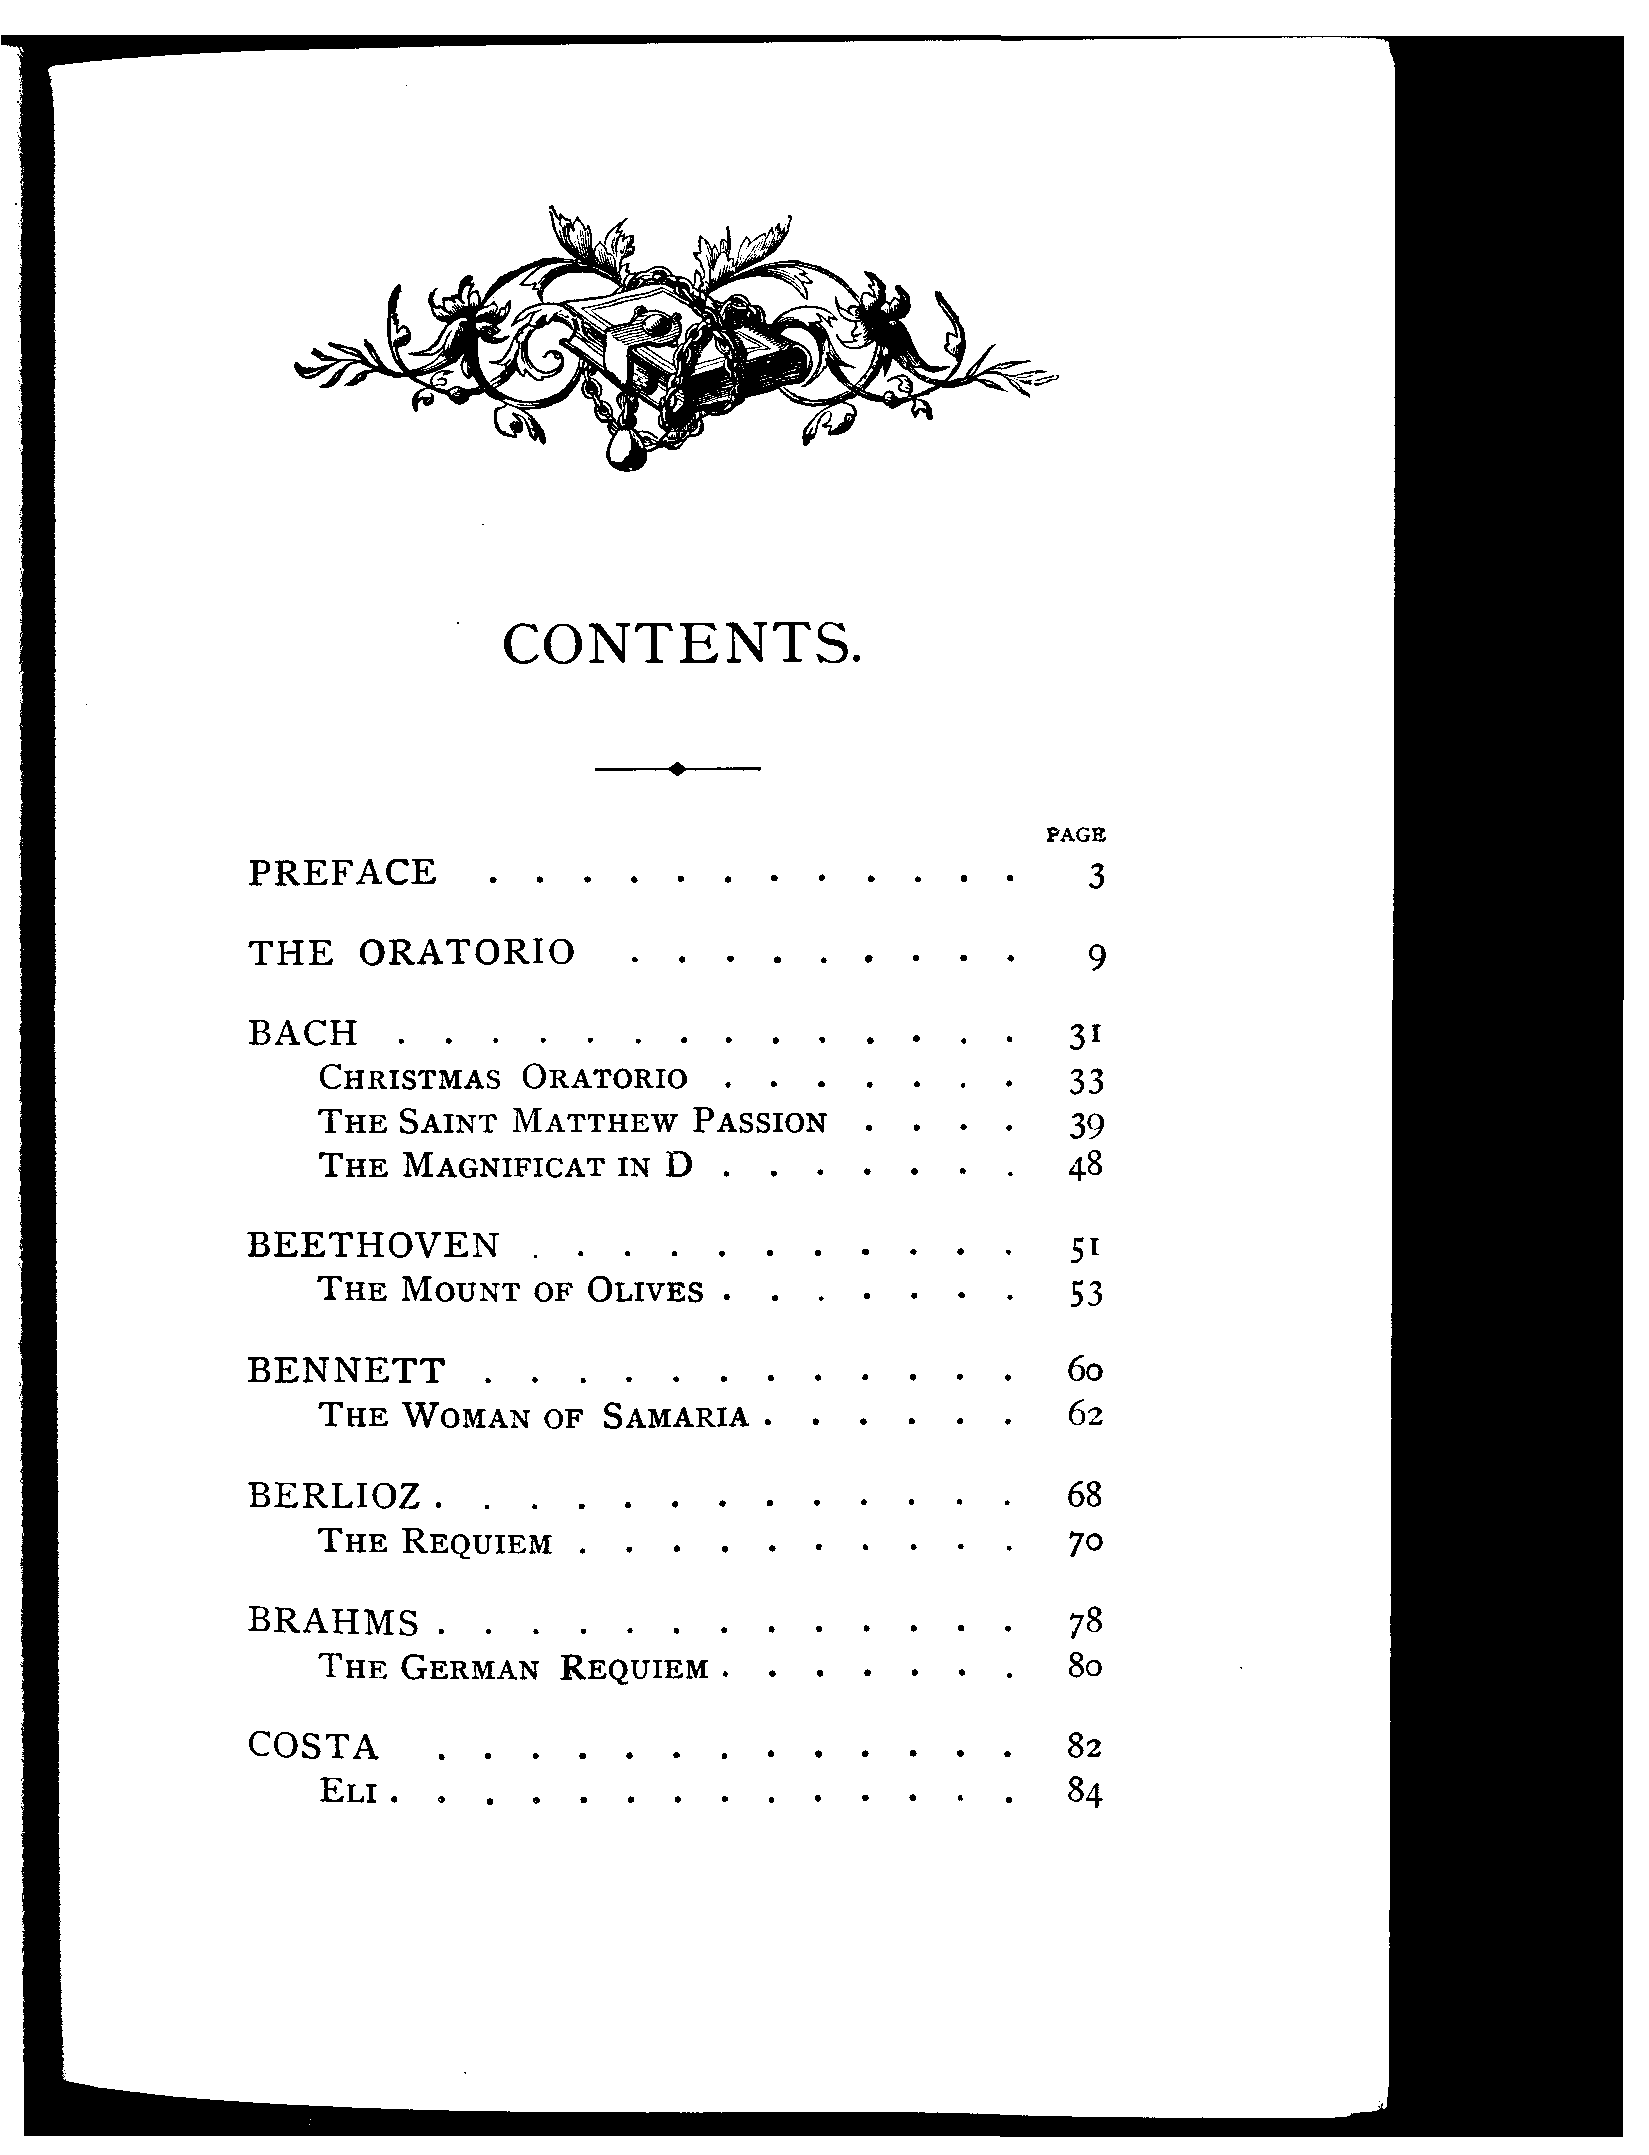 CONTENTS.
PAGE
PREFACE . . . . . . . . . . . . 3
THE ORATORIO . . . . . . . . . 9
BACH . . . . . . . . . . . . . . 31
CHRISTMAS ORATORIO . . . . . . . 33
THE SAINT MATTHEW PASSION . . . . 39
THE MAGNIFICAT IN D . . . . . . . 48
BEETHOVEN . . . . . . . . . . . 51
THE MOUNT OF OLIVES . . . . . . . 53
BENNETT . . . . . . . . . . . . 60
THE WOMAN OF SAMARIA . . . . . . 62
BERLIOZ . . . . . . . . . . . . . 68
THE REQUIEM . . . . . . . . . . 70
BRAHMS . . . . . . . . . . . . . 78
THE GERMAN REQUIEM . . . . . . . 80
COSTA . . . . . . . . . . . . . 82
ELI . . . . . . . . . . . . . . 84